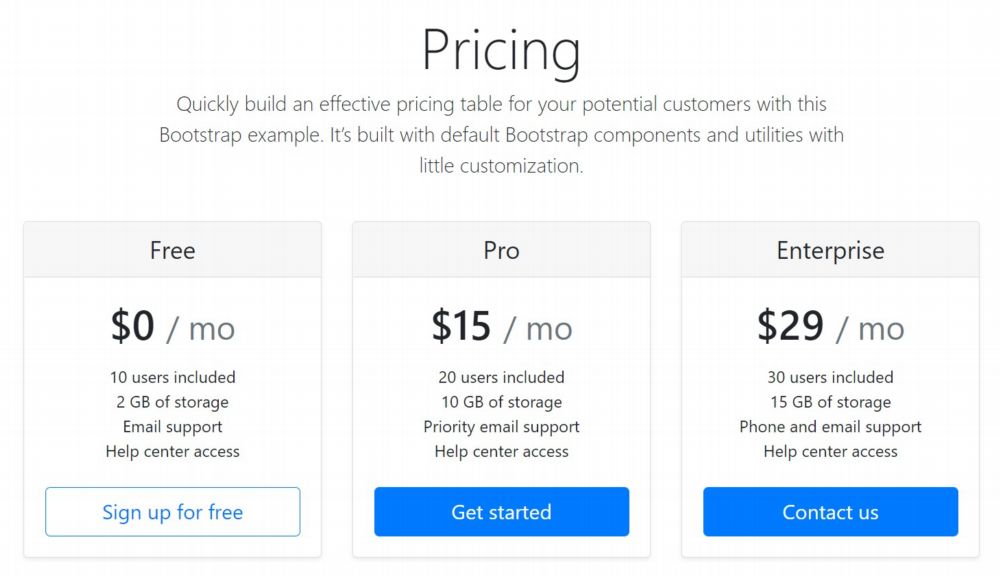 Pricing
Quickly build an effective pricing table for your potential customers with this
Bootstrap example. It’s built with default Bootstrap components and utilities with
little customization.
Free
$0 / mo
10 users included
2 GB of storage
Email support
Help center access
Sign up for free
Pro
$15 / mo
20 users included
10 GB of storage
Priority email support
Help center access
Get started
Enterprise
$29 / mo
30 users included
15 GB of storage
Phone and email support
Help center access
Contact us